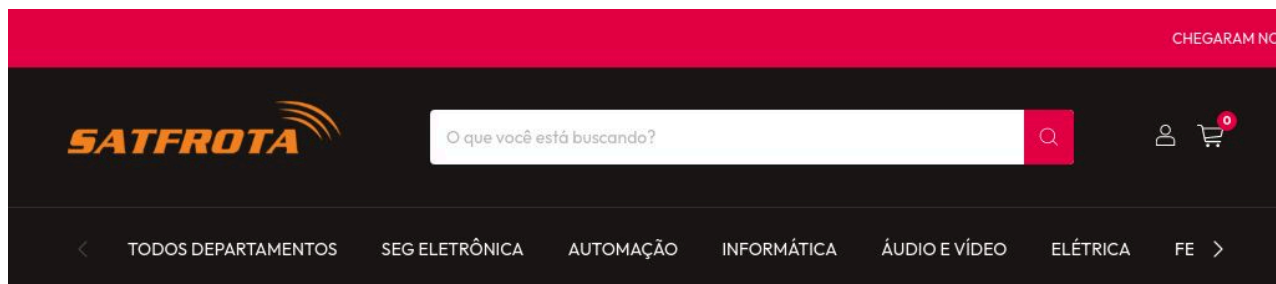 CHEGARAM NO
SATFROTA
O que você está buscando?
0
TODOS DEPARTAMENTOS SEG ELETRÔNICA AUTOMAÇÃO INFORMÁTICA ÁUDIO E VÍDEO ELÉTRICA FE